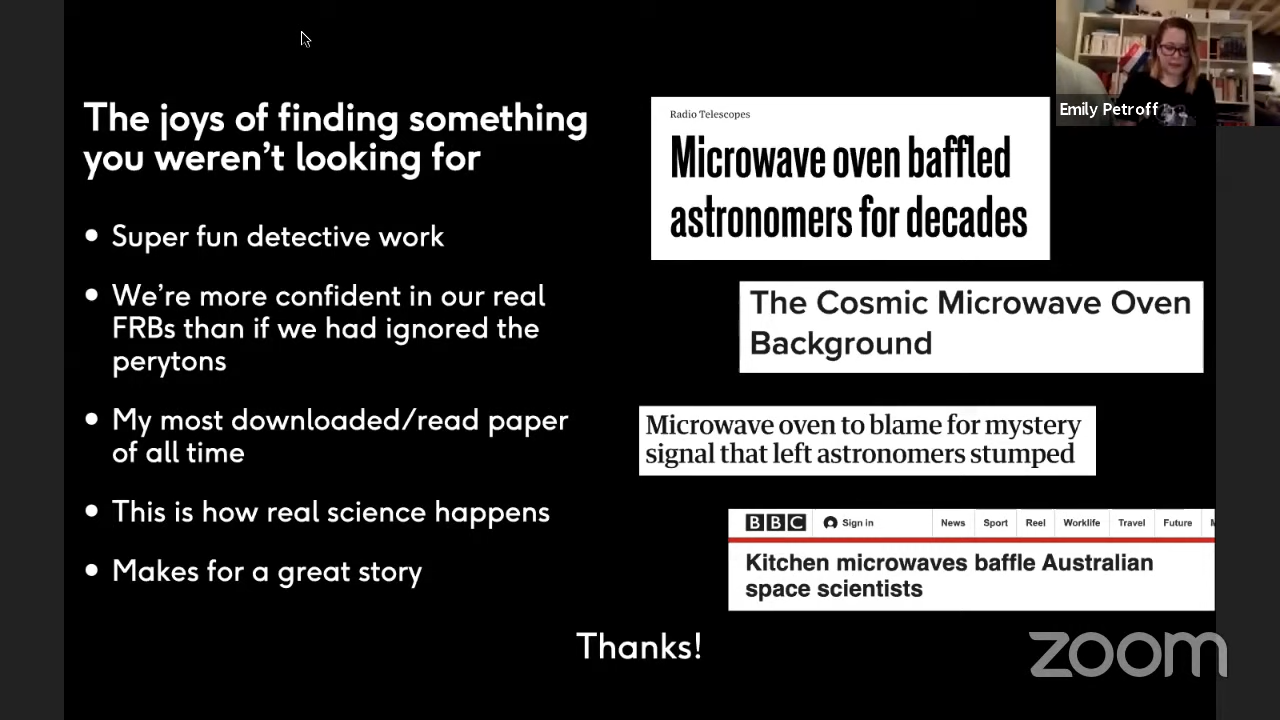 The joys of finding something
you weren't looking for
• Super fun detective work
• We're more confident in our real
FRBs than if we had ignored the
perytons
• My most downloaded/read paper
of all time
• This is how real science happens
• Makes for a great story
Radio Telescopes
Microwave oven baffled
astronomers for decades
The Cosmic Microwave Oven
Background
Microwave oven to blame for mystery
signal that left astronomers stumped
BBC Sign in News Sport Reel Worklife Travel Future M
Kitchen microwaves baffle Australian
space scientists
Thanks!
Emily Petroff
zoom